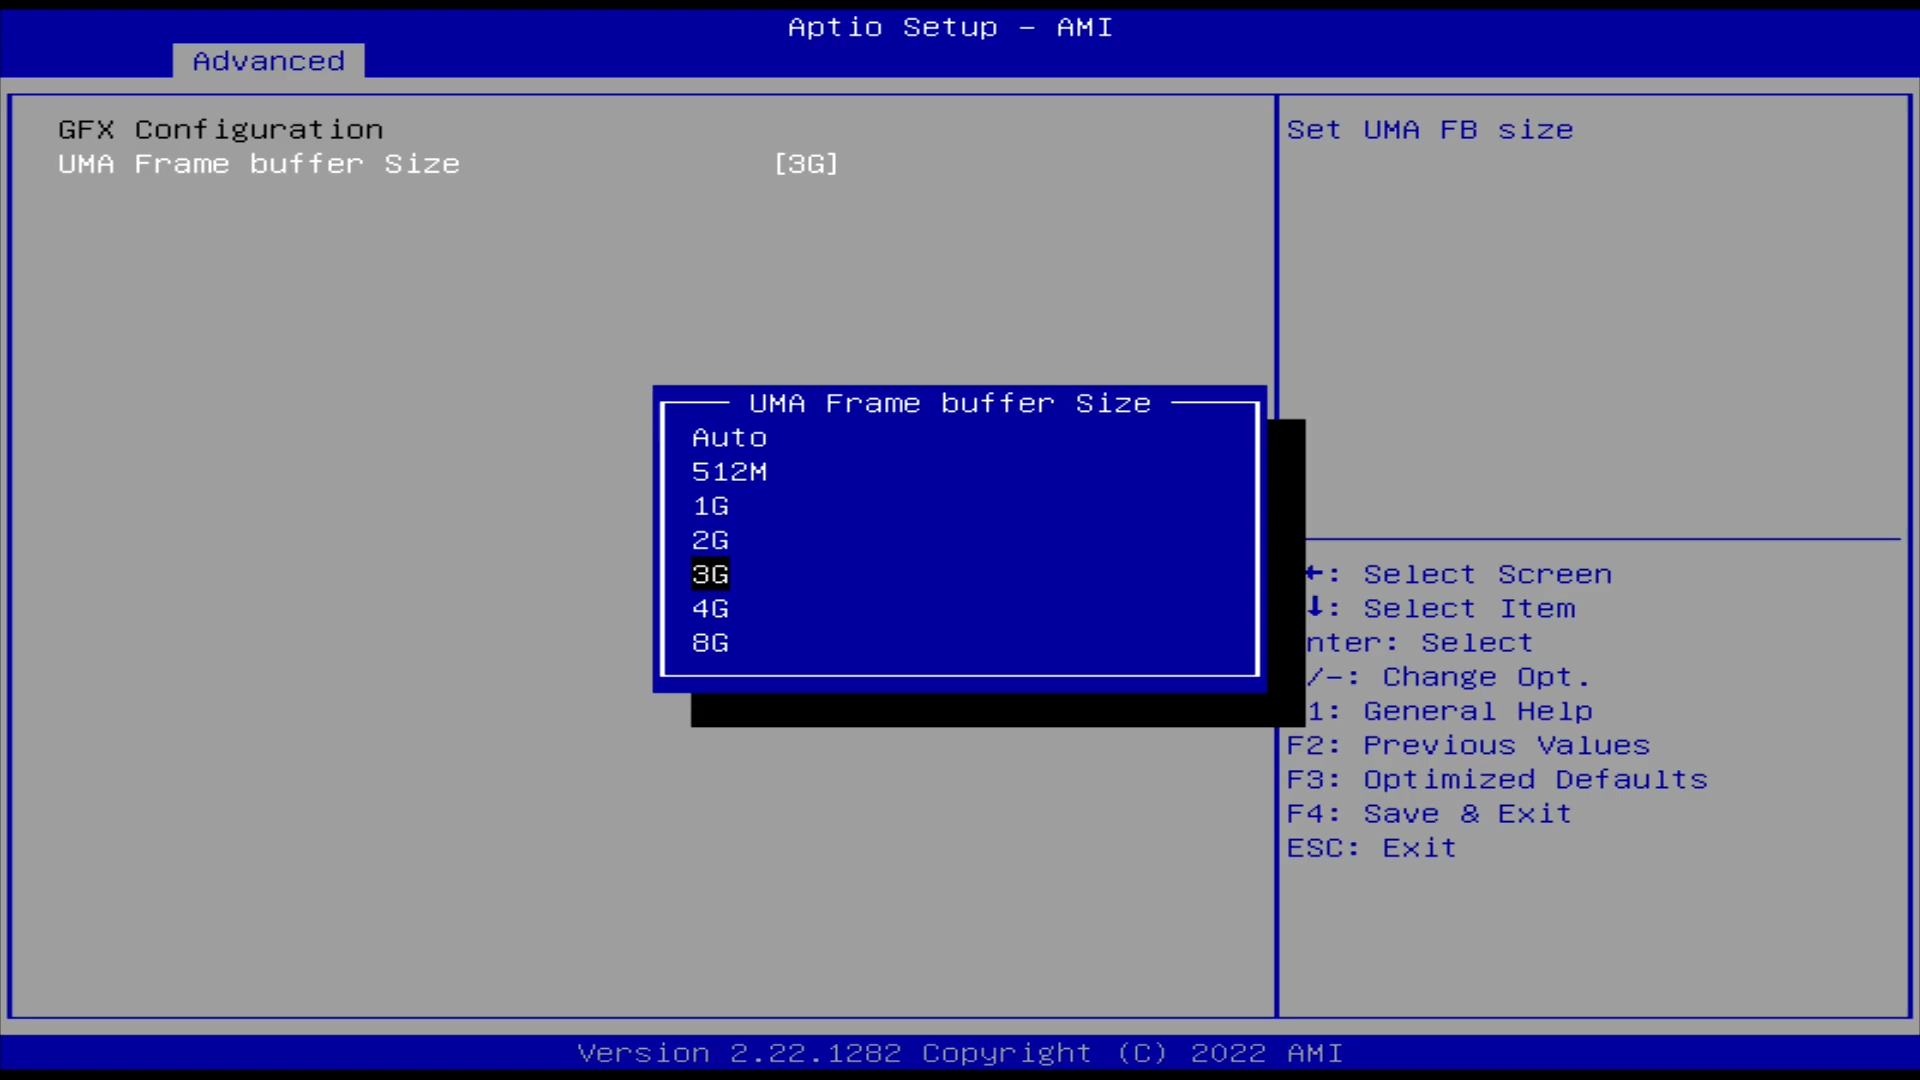 Aptio Setup - AMI
Advanced
GFX Configuration
UMA Frame buffer Size [3G]
Set UMA FB size
UMA Frame buffer Size
Auto
512M
1G
2G
3G
4G
8G
←: Select Screen
↓: Select Item
nter: Select
/-: Change Opt.
1: General Help
F2: Previous Values
F3: Optimized Defaults
F4: Save & Exit
ESC: Exit
Version 2.22.1282 Copyright (C) 2022 AMI